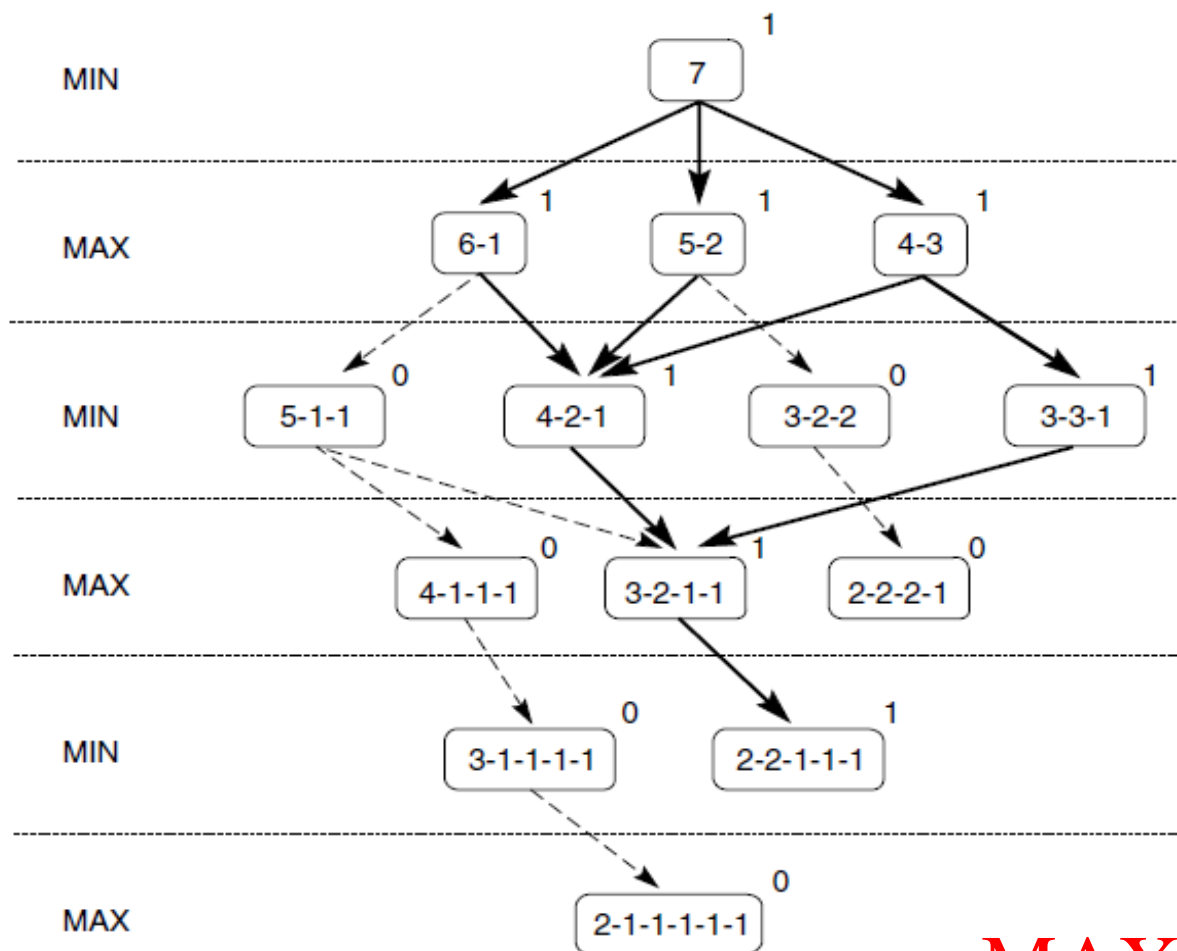 1
MIN 7
1 1 1
MAX 6-1 5-2 4-3
0 1 0 1
MIN 5-1-1 4-2-1 3-2-2 3-3-1
0 1 0
MAX 4-1-1-1 3-2-1-1 2-2-2-1
0 1
MIN 3-1-1-1-1 2-2-1-1-1
0
MAX 2-1-1-1-1-1
MAX